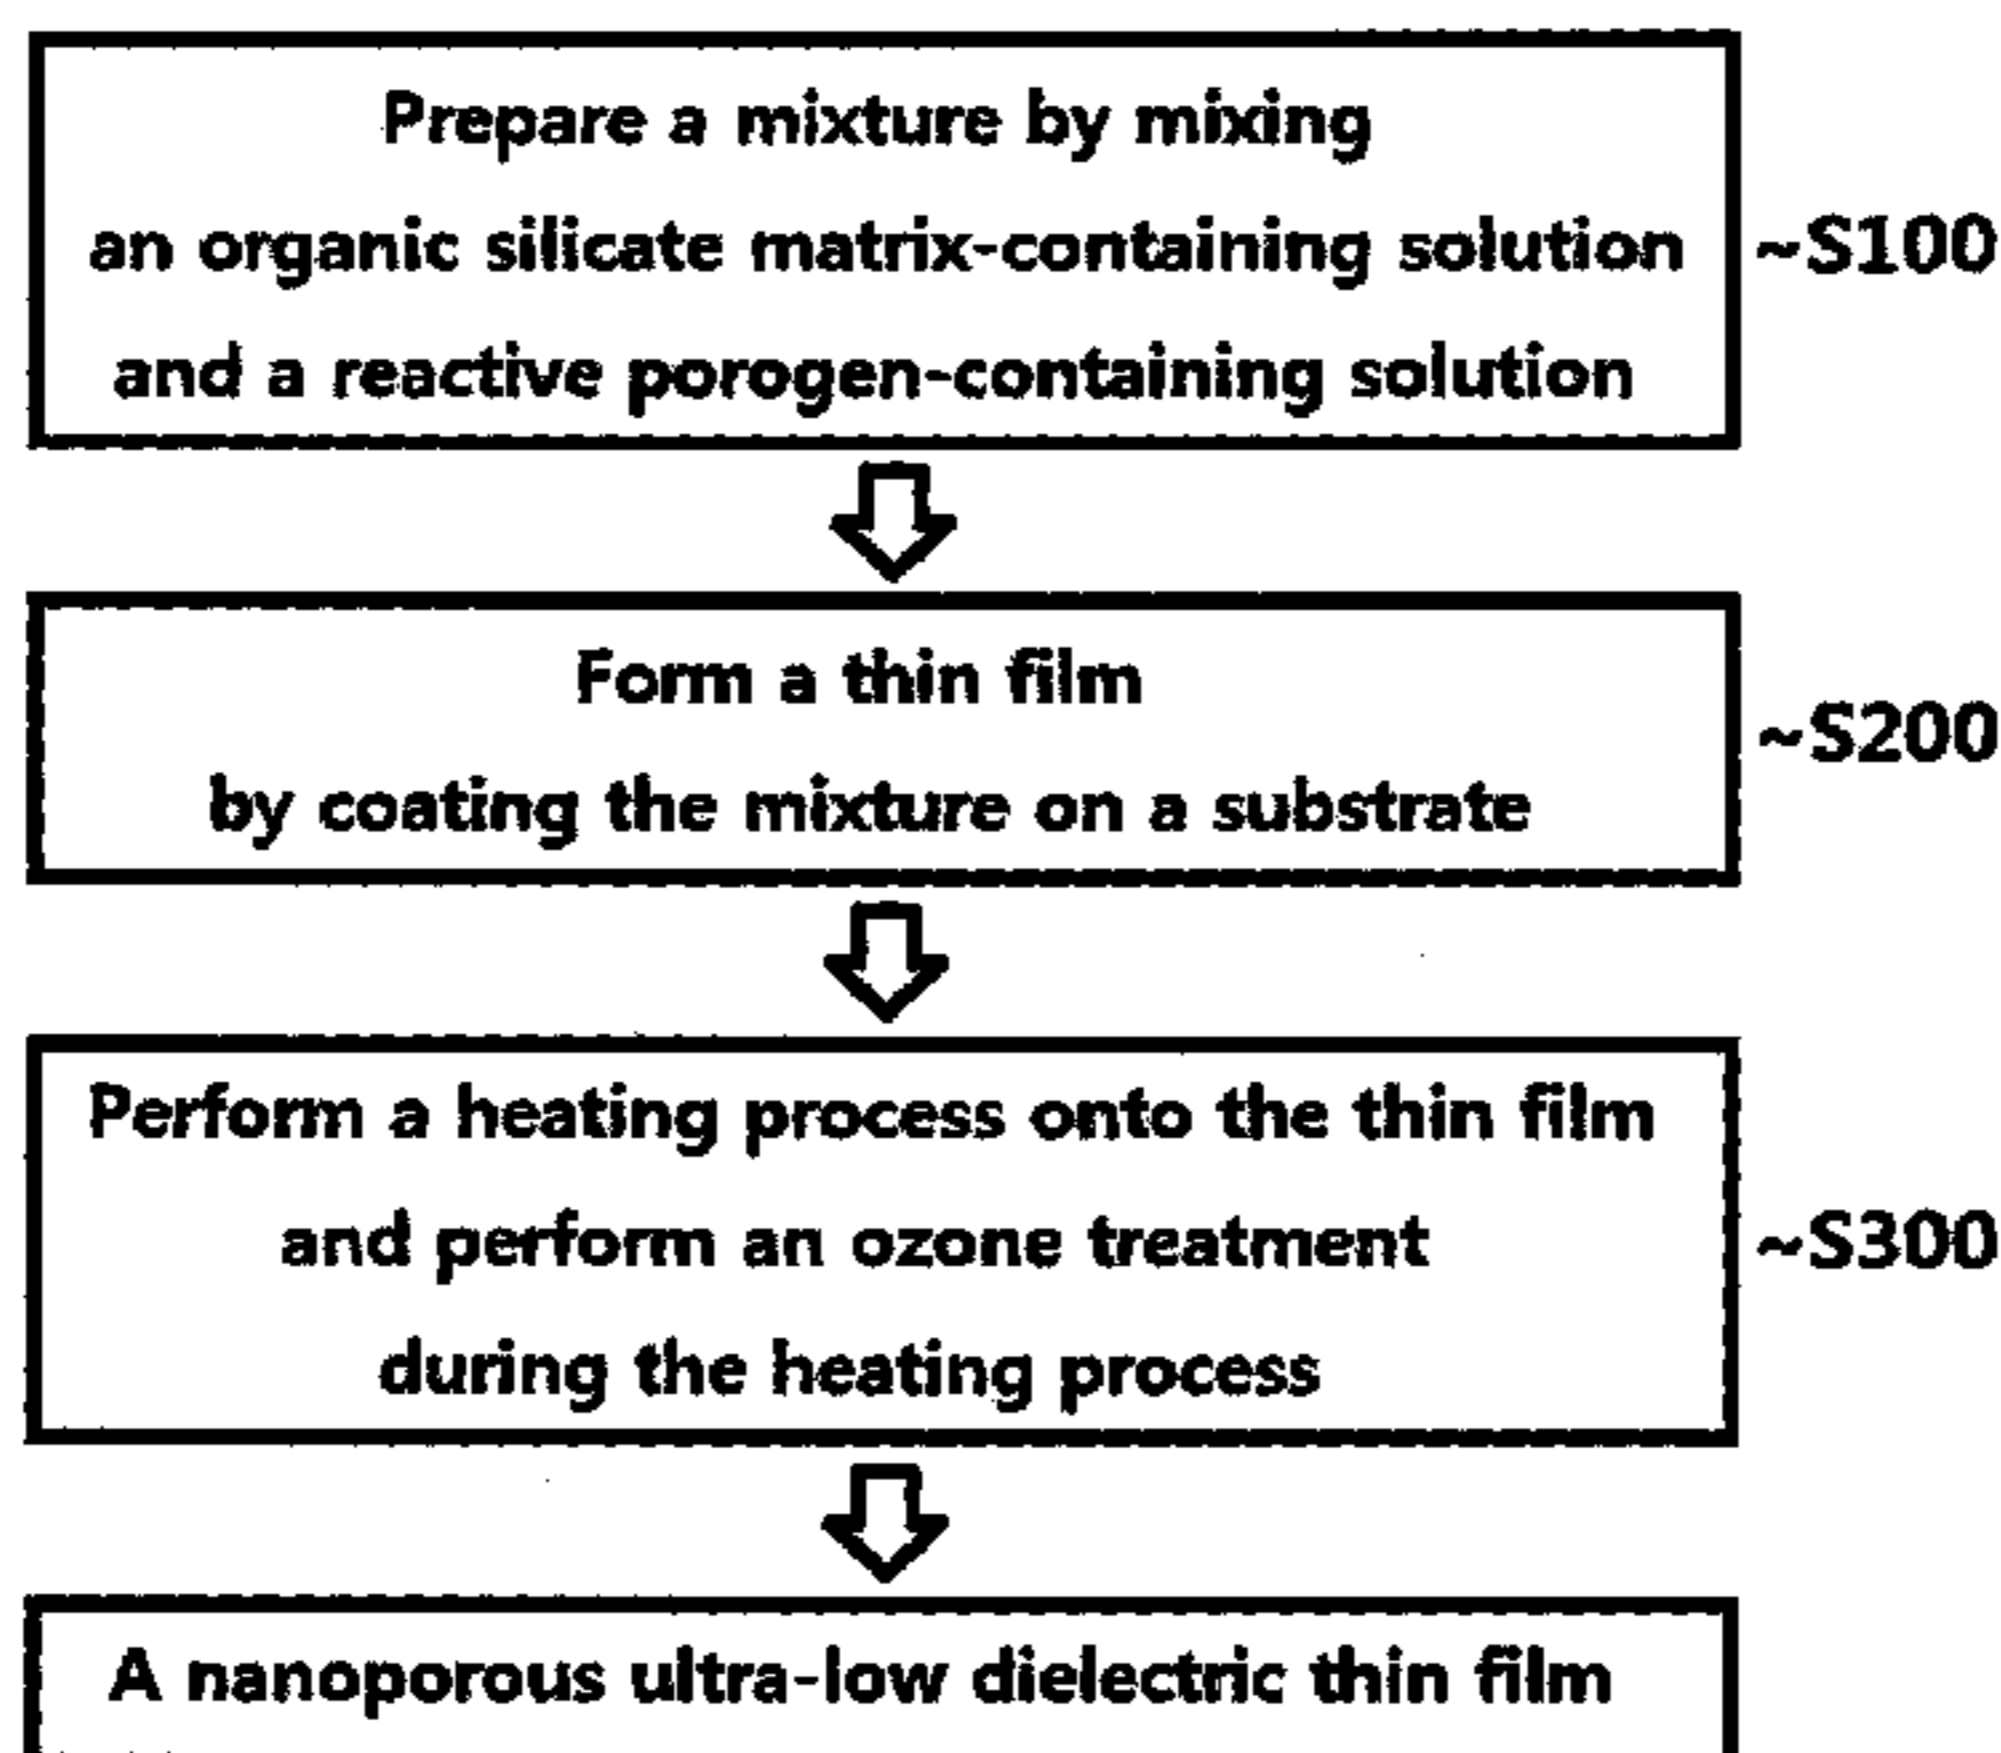 Prepare a mixture by mixing
an organic silicate matrix-containing solution
and a reactive porogen-containing solution
~S100
Form a thin film
by coating the mixture on a substrate
~S200
Perform a heating process onto the thin film
and perform an ozone treatment
during the heating process
~S300
A nanoporous ultra-low dielectric thin film